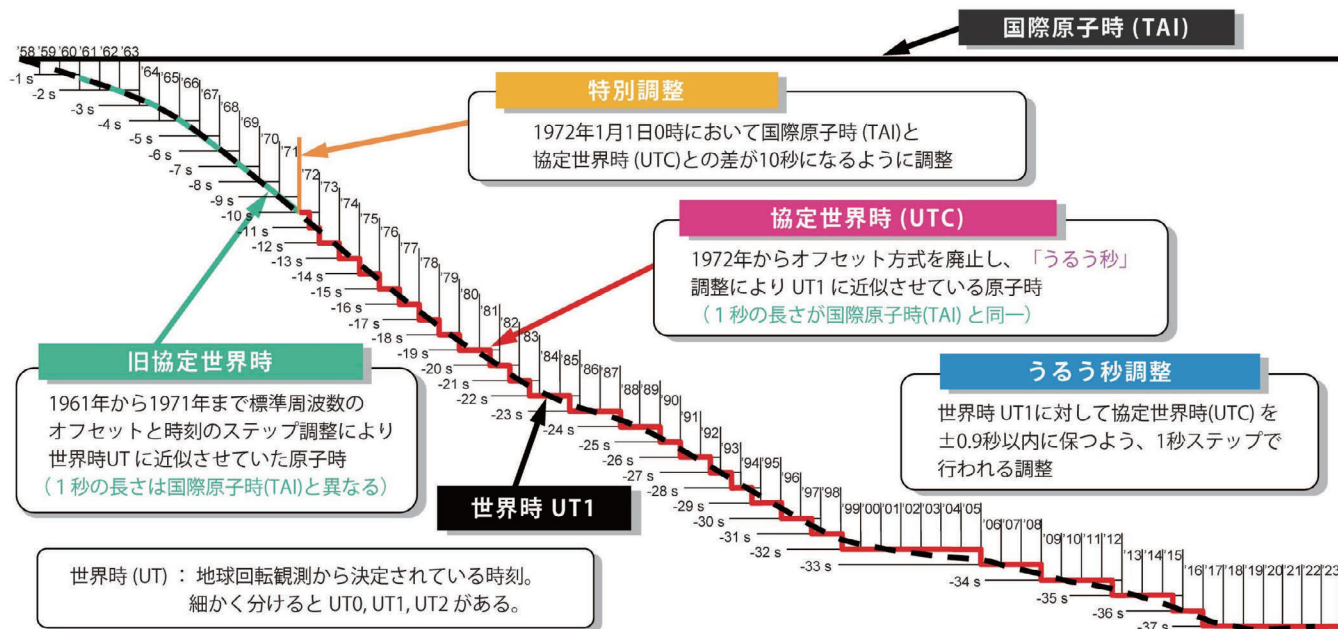 国際原子時 (TAI)
'58 '59 '60 '61 '62 '63
'64
'65
'66
'67
'68
'69
'70
'71
'72
'73
'74
'75
'76
'77
'78
'79
'80
'81
'82
'83
'84
'85
'86
'87
'88
'89
'90
'91
'92
'93
'94
'95
'96
'97
'98
'99 '00 '01 '02 '03 '04 '05
'06 '07 '08
'09 '10 '11 '12
'13 '14 '15
'16 '17 '18 '19 '20 '21 '22 '23
-1 s
-2 s
-3 s
-4 s
-5 s
-6 s
-7 s
-8 s
-9 s
-10 s
-11 s
-12 s
-13 s
-14 s
-15 s
-16 s
-17 s
-18 s
-19 s
-20 s
-21 s
-22 s
-23 s
-24 s
-25 s
-26 s
-27 s
-28 s
-29 s
-30 s
-31 s
-32 s
-33 s
-34 s
-35 s
-36 s
-37 s
特別調整
1972年1月1日0時において国際原子時 (TAI)と
協定世界時 (UTC)との差が10秒になるように調整
協定世界時 (UTC)
1972年からオフセット方式を廃止し、「うるう秒」
調整により UT1 に近似させている原子時
（1秒の長さが国際原子時(TAI) と同一）
旧協定世界時
1961年から1971年まで標準周波数の
オフセットと時刻のステップ調整により
世界時UT に近似させていた原子時
（1秒の長さは国際原子時(TAI)と異なる）
うるう秒調整
世界時 UT1に対して協定世界時(UTC) を
±0.9秒以内に保つよう、1秒ステップで
行われる調整
世界時 UT1
世界時 (UT) ： 地球回転観測から決定されている時刻。
細かく分けると UT0, UT1, UT2 がある。